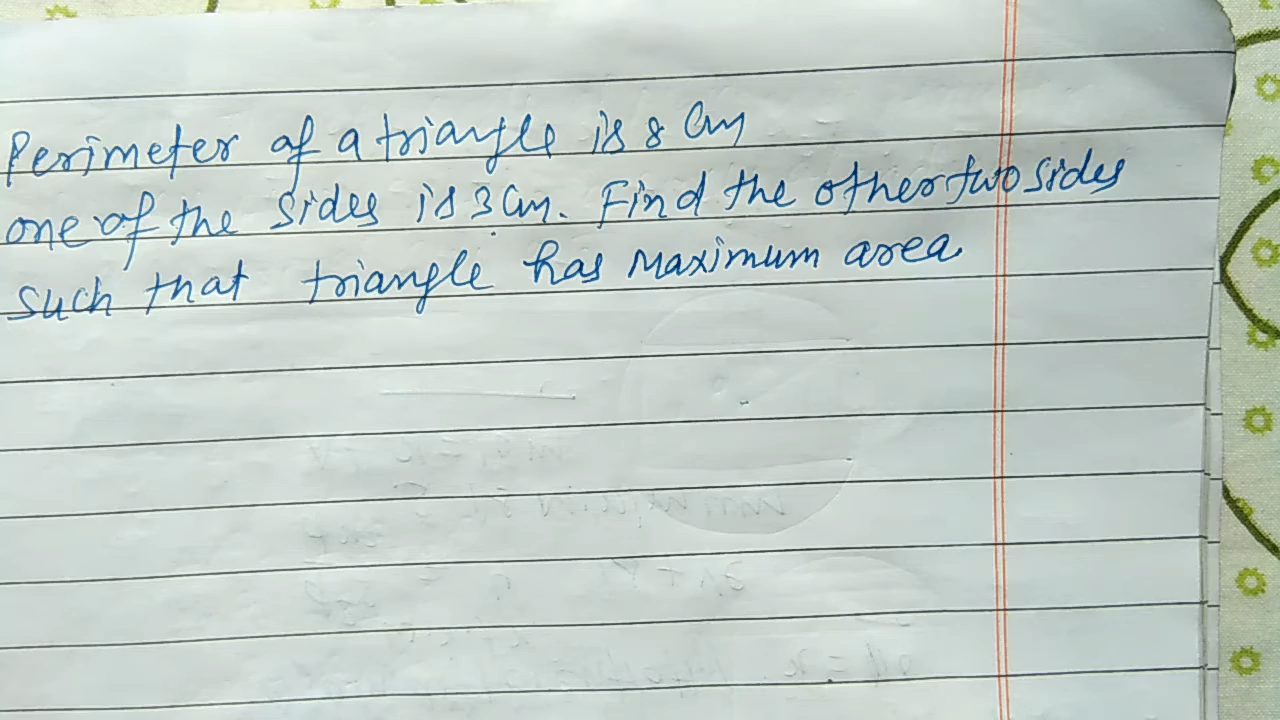 Perimeter of a triangle is 8 Cm
one of the sides is 3 Cm. Find the other two sides
such that triangle has maximum area